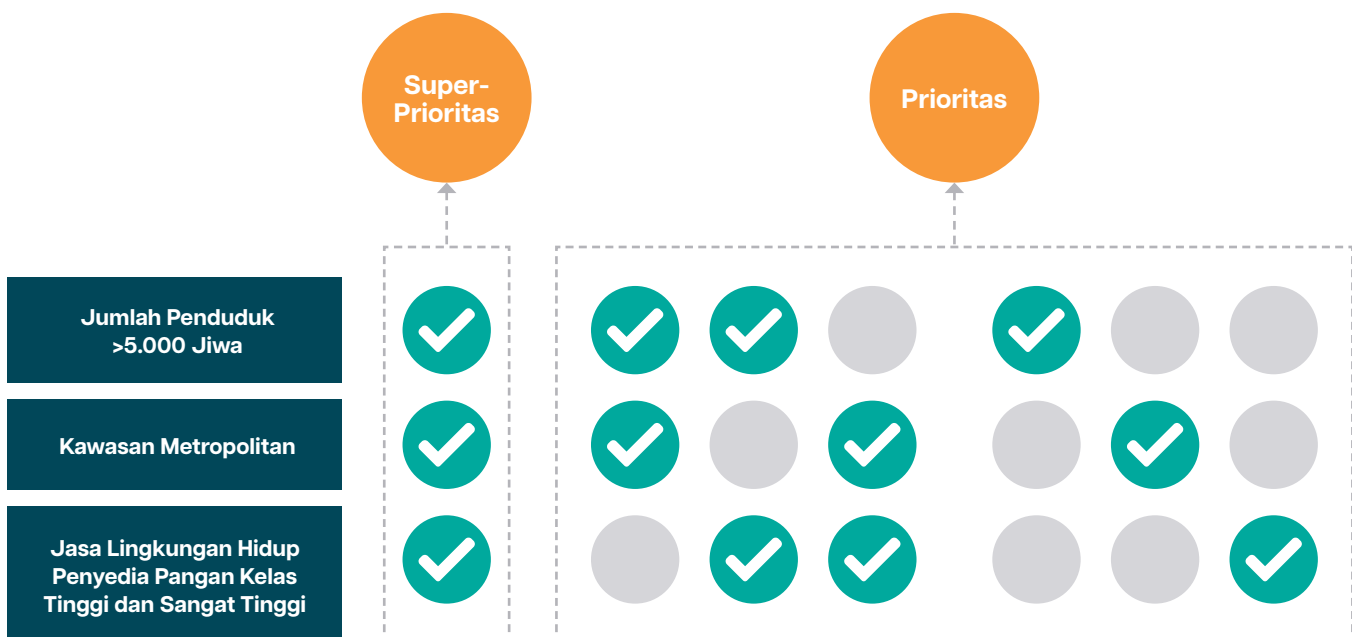 Super-
Prioritas
Prioritas
Jumlah Penduduk
>5.000 Jiwa
Kawasan Metropolitan
Jasa Lingkungan Hidup
Penyedia Pangan Kelas
Tinggi dan Sangat Tinggi